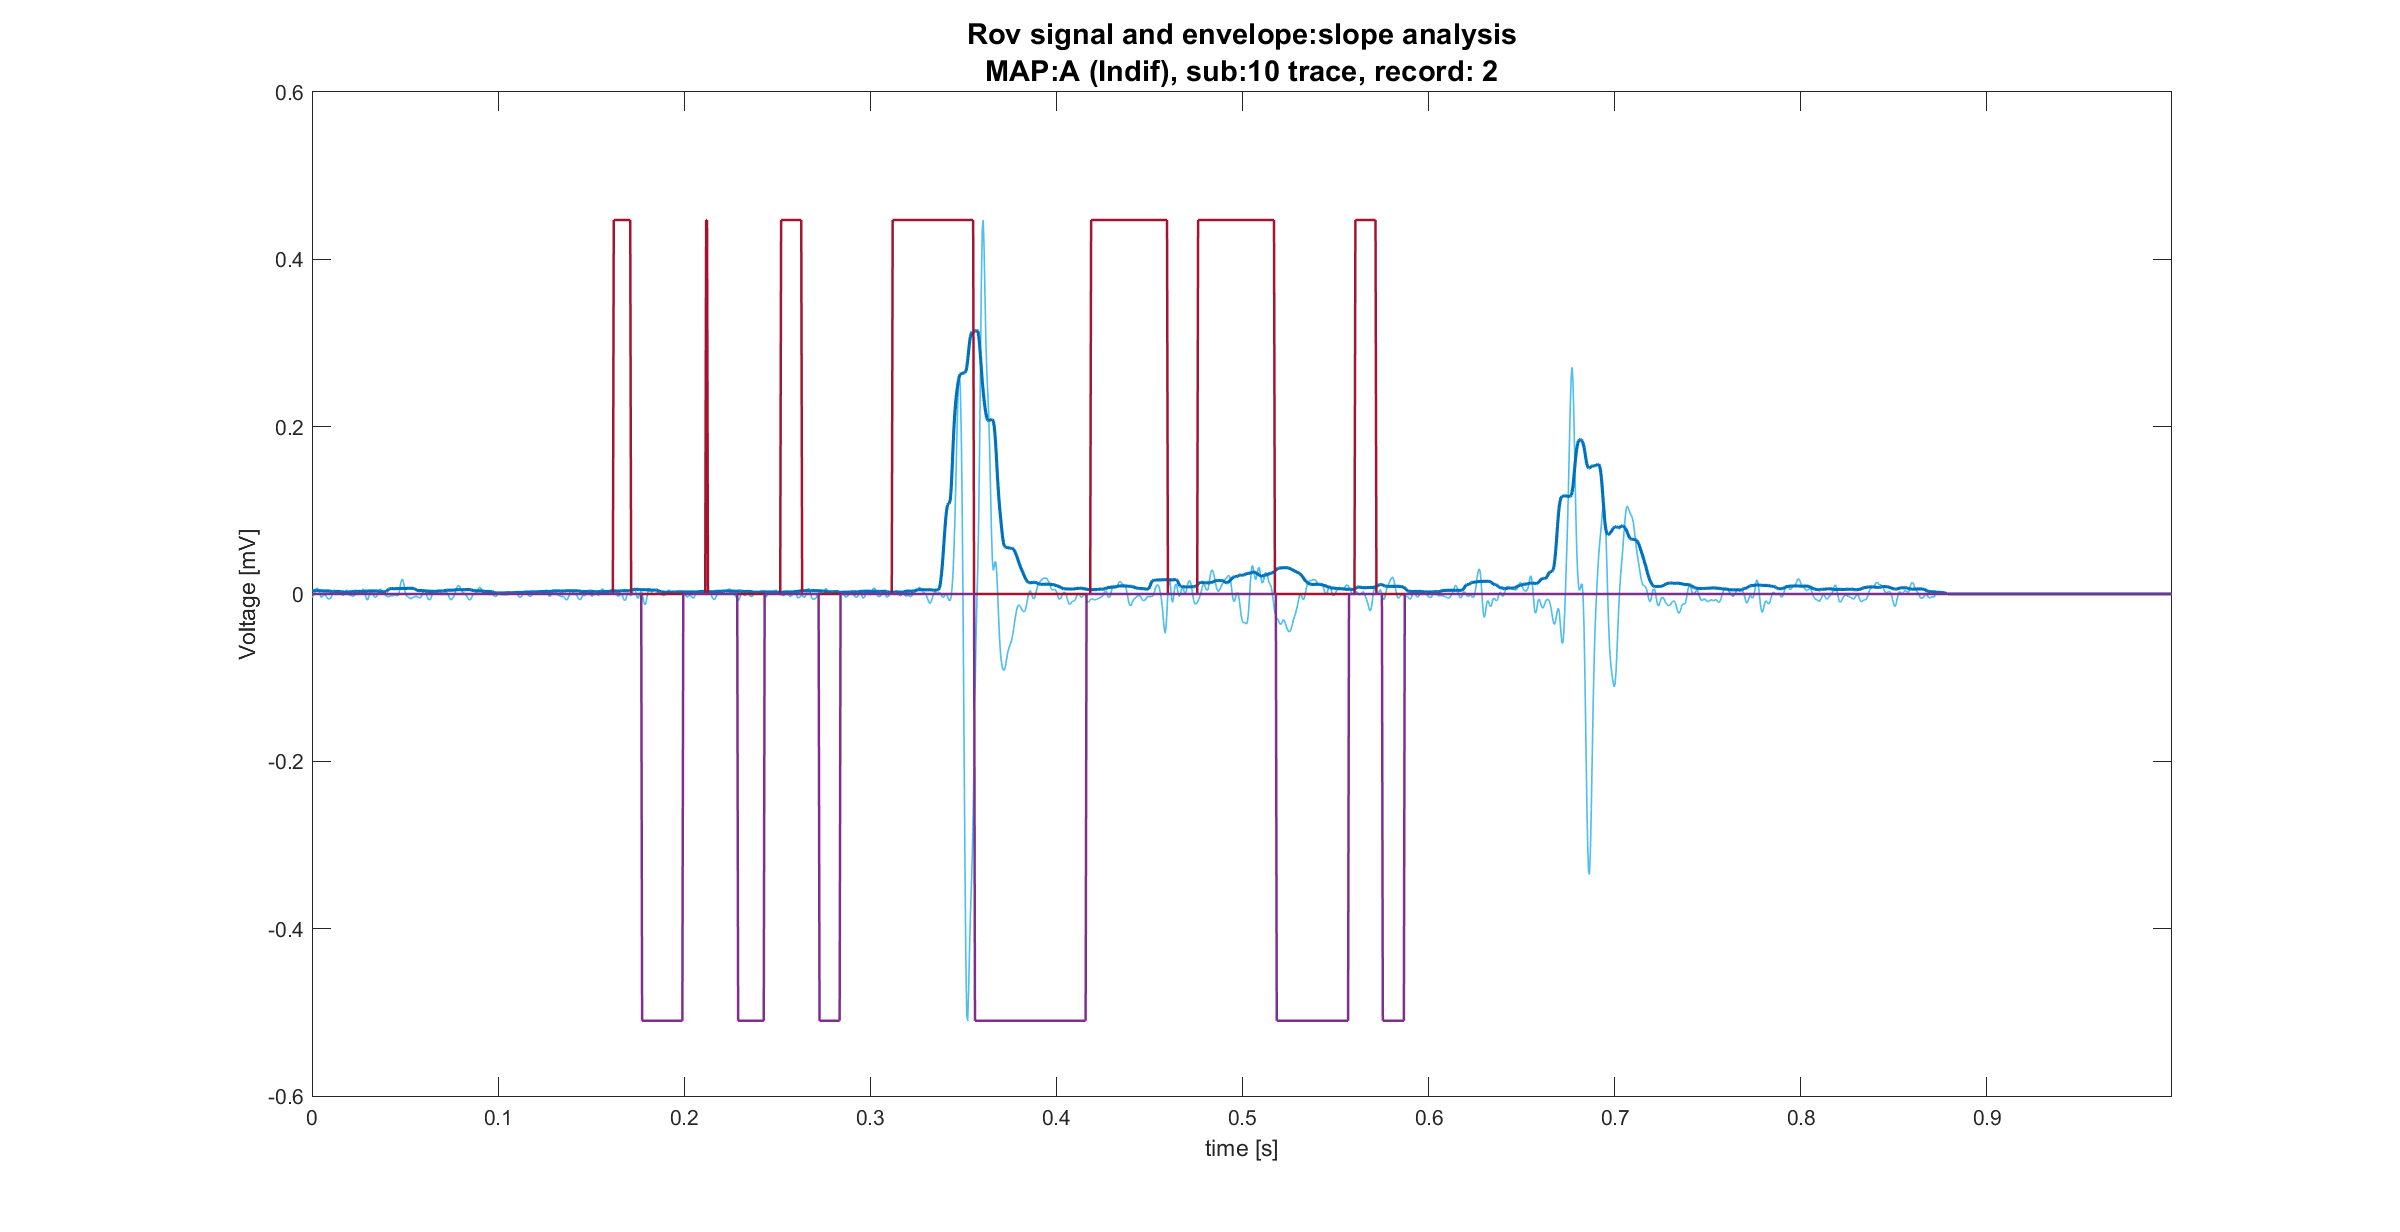 Rov signal and envelope:slope analysis
MAP:A (Indif), sub:10 trace, record: 2
0.6
0.4
0.2
0
-0.2
-0.4
-0.6
Voltage [mV]
0 0.1 0.2 0.3 0.4 0.5 0.6 0.7 0.8 0.9
time [s]